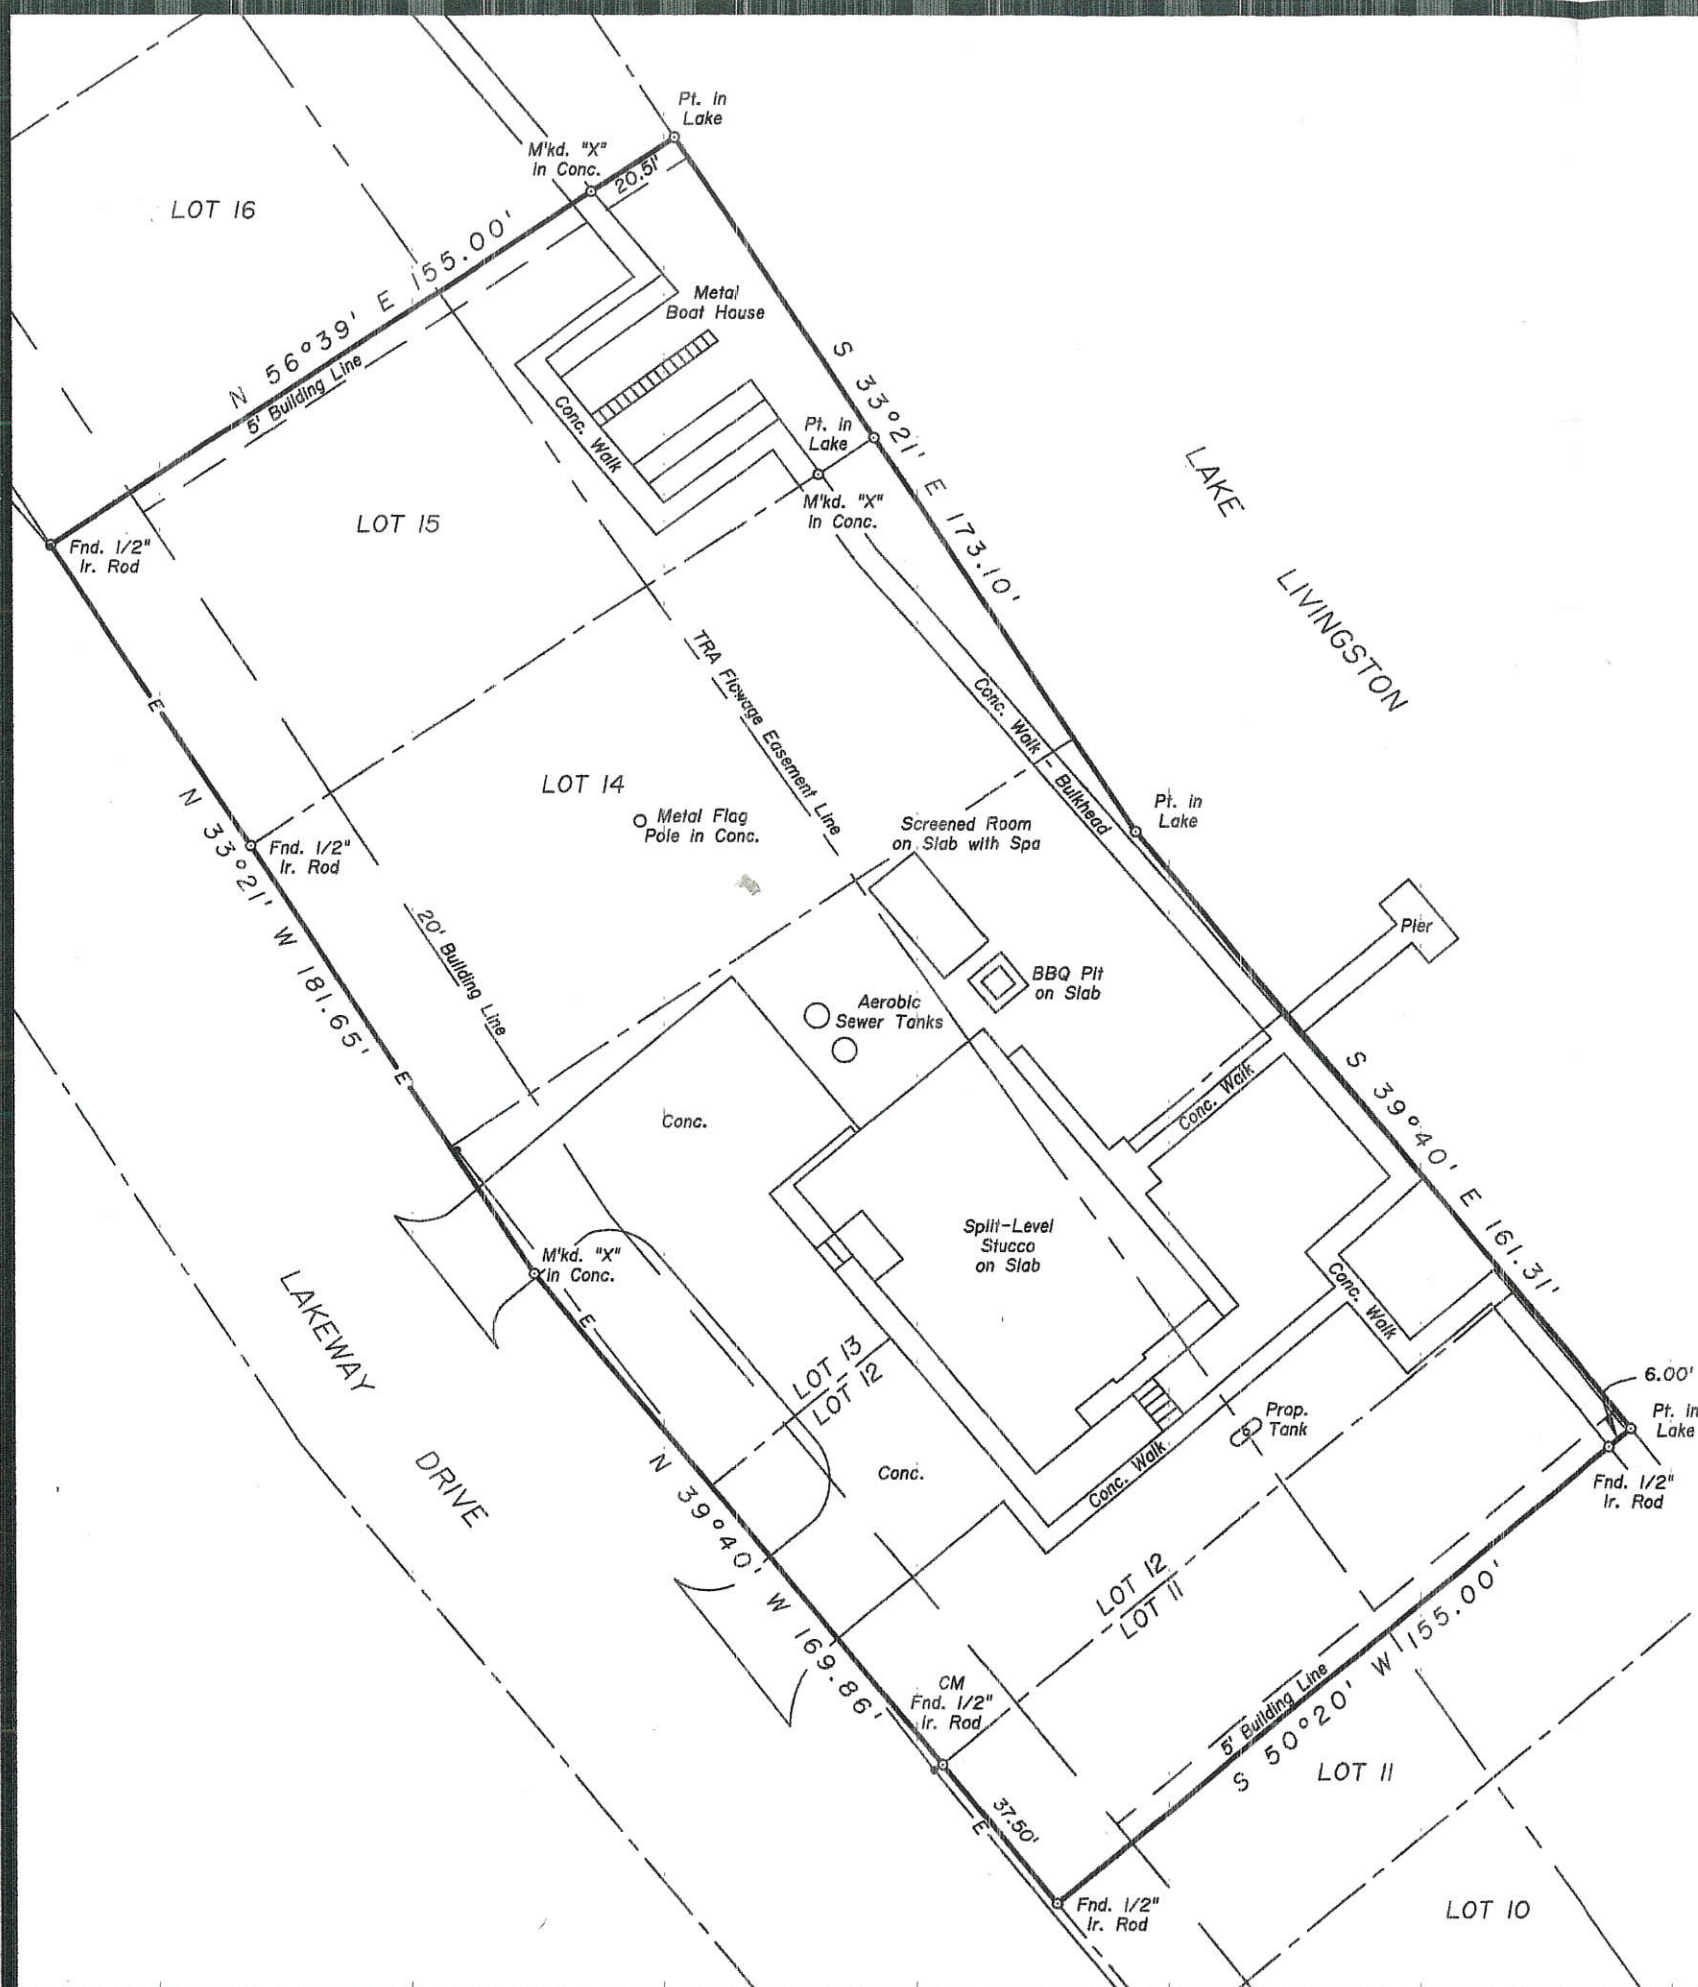 Pt. in
Lake
M'kd. "X"
in Conc.
20.51'
LOT 16
N 56°39' E 155.00'
5' Building Line
Metal
Boat House
Conc. Walk
Pt. in
Lake
M'kd. "X"
in Conc.
S 33°21' E 173.10'
LAKE
LIVINGSTON
LOT 15
Fnd. 1/2"
Ir. Rod
E
TRA Flowage Easement Line
Conc. Walk - Bulkhead
LOT 14
Metal Flag
Pole in Conc.
Fnd. 1/2"
Ir. Rod
N 33°21' W 181.65'
20' Building Line
Screened Room
on Slab with Spa
Pt. in
Lake
Pier
BBQ Pit
on Slab
Aerobic
Sewer Tanks
E
Conc.
Conc. Walk
S 39°40' E 161.31'
Split-Level
Stucco
on Slab
M'kd. "X"
in Conc.
E
LAKEWAY
DRIVE
LOT 13
LOT 12
Conc. Walk
6.00'
Pt. in
Lake
Prop.
Tank
Conc.
Conc. Walk
Fnd. 1/2"
Ir. Rod
N 39°40' W 169.86'
LOT 12
LOT 11
CM
Fnd. 1/2"
Ir. Rod
5' Building Line
S 50°20' W 155.00'
LOT 11
37.50'
E
Fnd. 1/2"
Ir. Rod
LOT 10